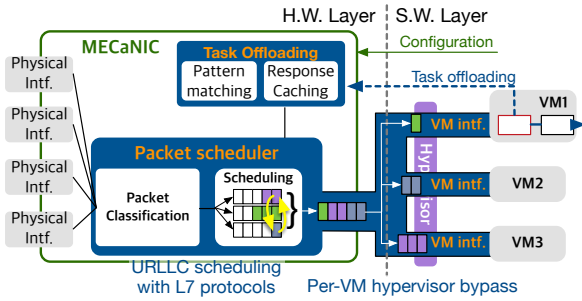 H.W. Layer
S.W. Layer
MECaNIC
Configuration
Task Offloading
Pattern
matching
Response
Caching
Task offloading
Physical
Intf.
Physical
Intf.
Physical
Intf.
Physical
Intf.
VM1
VM intf.
Packet scheduler
Packet
Classification
Scheduling
Hypervisor
VM intf.
VM2
VM intf.
VM3
URLLC scheduling
with L7 protocols
Per-VM hypervisor bypass